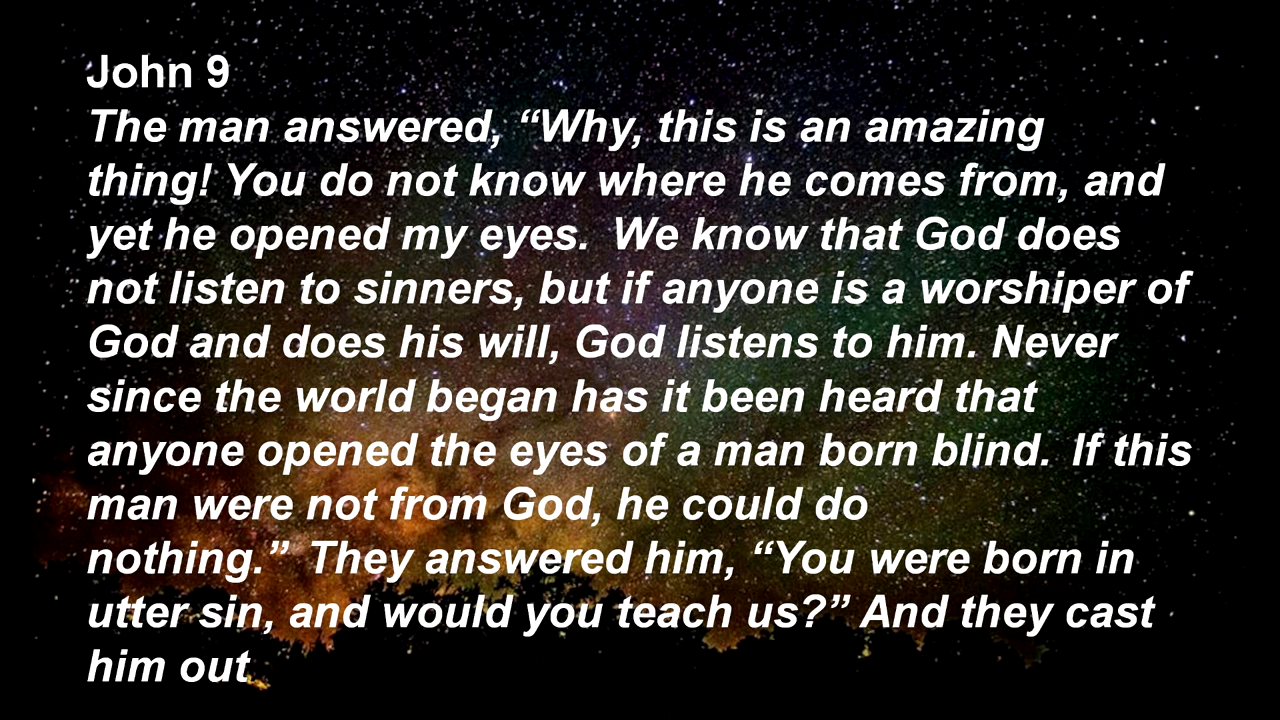 John 9
The man answered, “Why, this is an amazing
thing! You do not know where he comes from, and
yet he opened my eyes.  We know that God does
not listen to sinners, but if anyone is a worshiper of
God and does his will, God listens to him. Never
since the world began has it been heard that
anyone opened the eyes of a man born blind.  If this
man were not from God, he could do
nothing.”  They answered him, “You were born in
utter sin, and would you teach us?” And they cast
him out